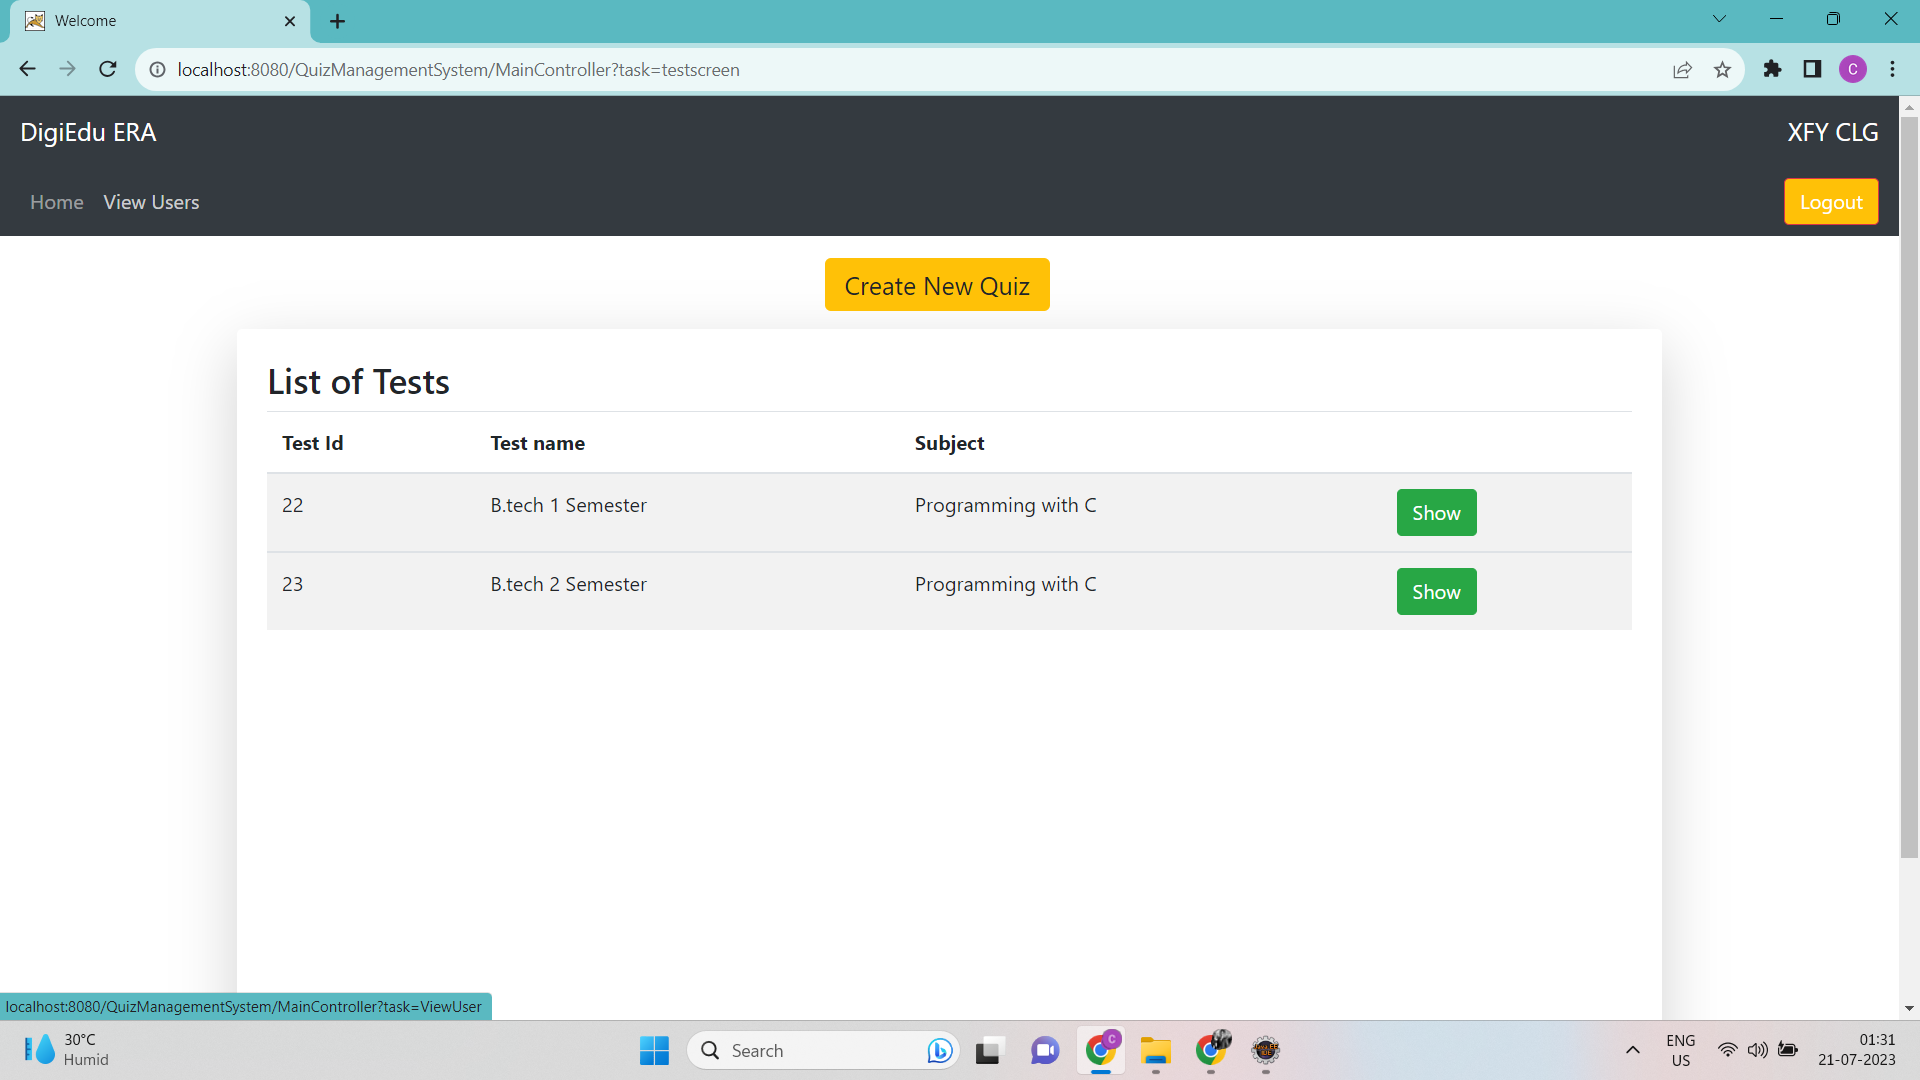 Welcome
localhost:8080/QuizManagementSystem/MainController?task=testscreen
C
DigiEdu ERA
XFY CLG
Home View Users
Logout
Create New Quiz
List of Tests
Test Id Test name Subject
22 B.tech 1 Semester Programming with C Show
23 B.tech 2 Semester Programming with C Show
localhost:8080/QuizManagementSystem/MainController?task=ViewUser
30°C
Humid
Search
C
ENG
US
01:31
21-07-2023